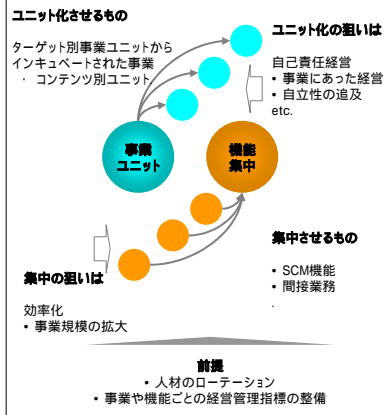 ユニット化させるもの
ターゲット別事業ユニットから
インキュベートされた事業
・ コンテンツ別ユニット
ユニット化の狙いは
自己責任経営
• 事業にあった経営
• 自立性の追及
etc.
事業
ユニット
機能
集中
集中の狙いは
効率化
• 事業規模の拡大
集中させるもの
• SCM機能
• 間接業務
.
前提
• 人材のローテーション
• 事業や機能ごとの経営管理指標の整備